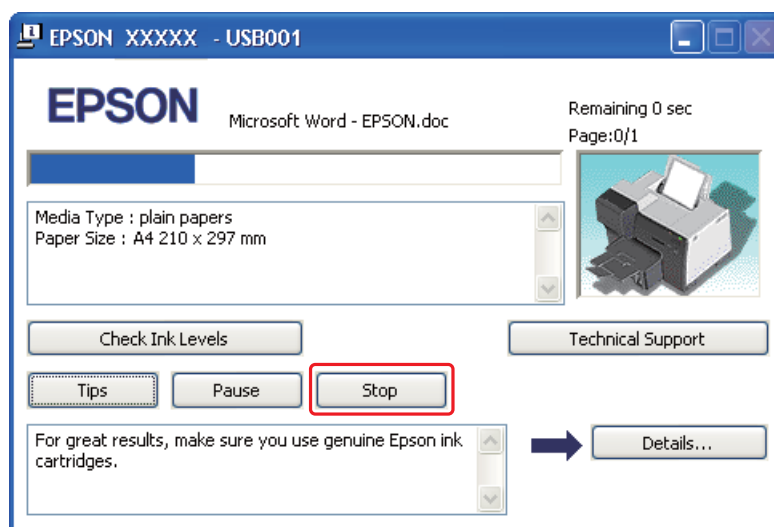 EPSON XXXXX - USB001
EPSON
Microsoft Word - EPSON.doc
Remaining 0 sec
Page:0/1
Media Type : plain papers
Paper Size : A4 210 x 297 mm
Check Ink Levels
Technical Support
Tips
Pause
Stop
For great results, make sure you use genuine Epson ink
cartridges.
Details...